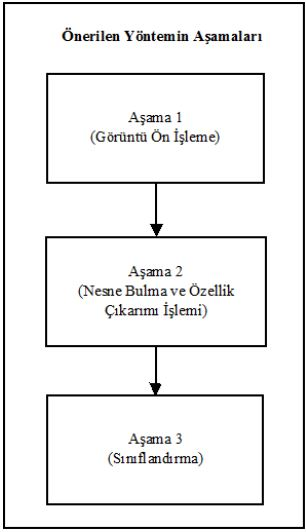 Önerilen Yöntemin Aşamaları
Aşama 1
(Görüntü Ön İşleme)
Aşama 2
(Nesne Bulma ve Özellik
Çıkarımı İşlemi)
Aşama 3
(Sınıflandırma)